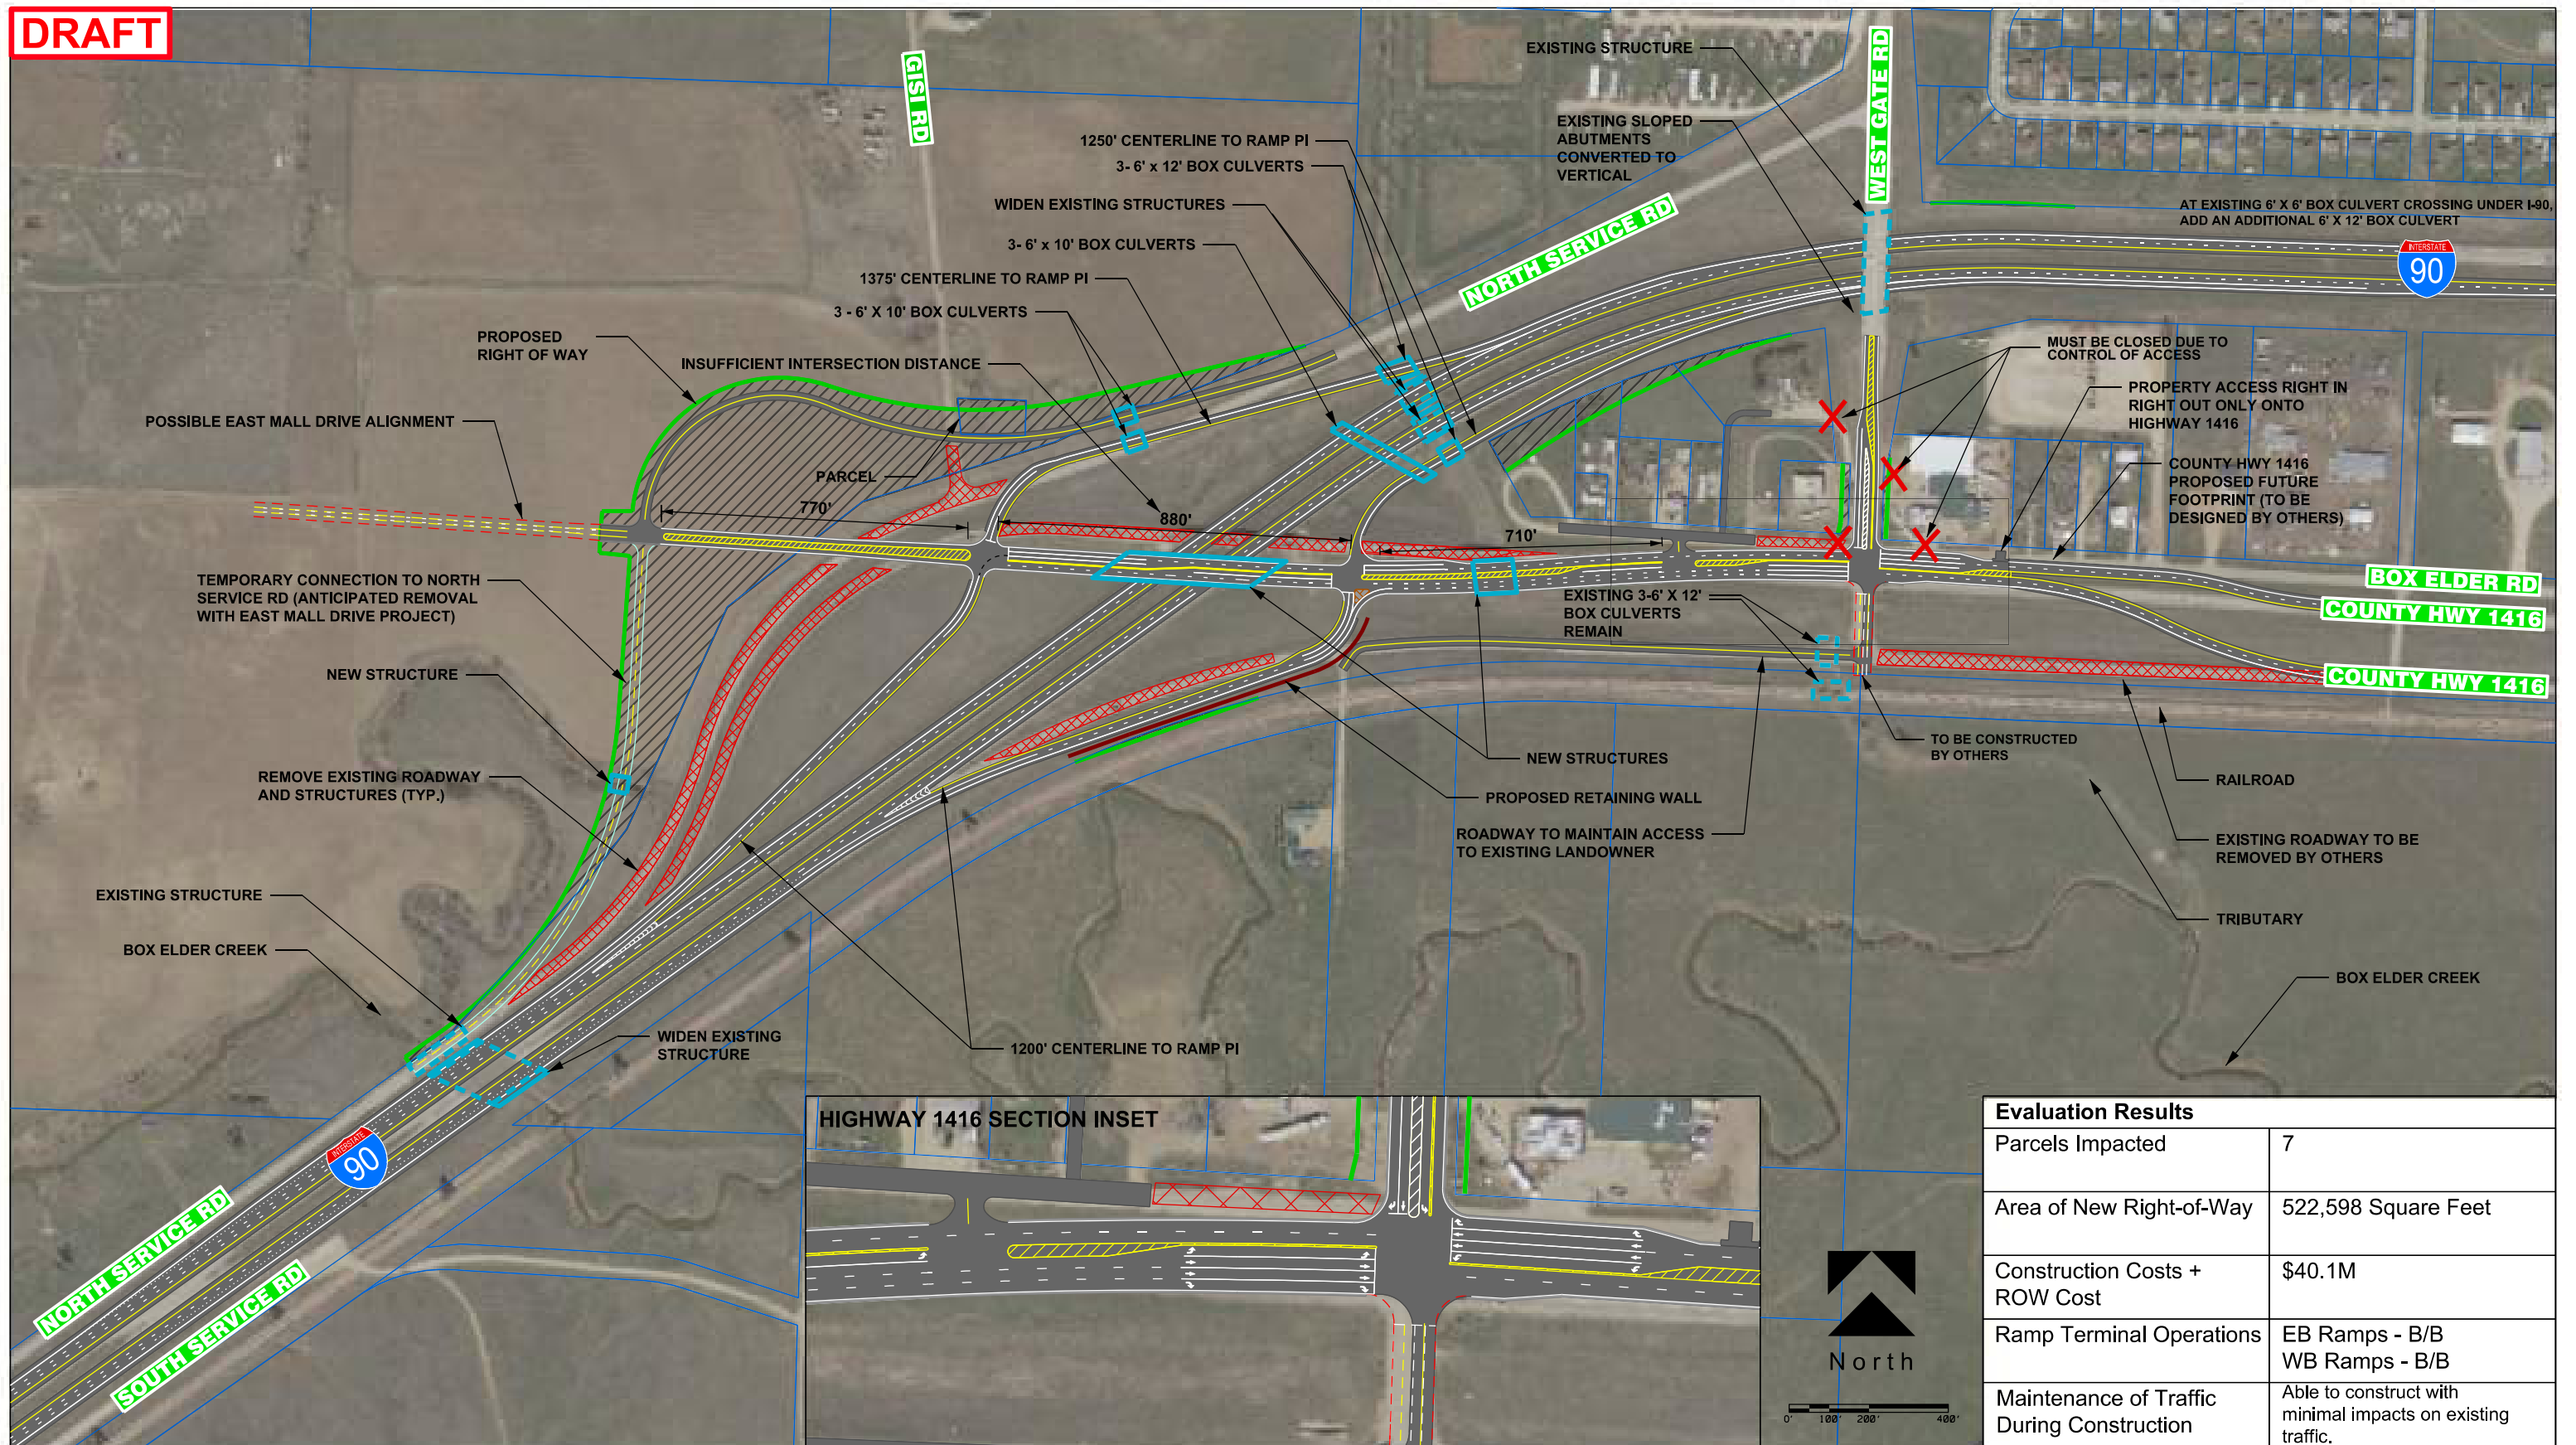 DRAFT
GISI RD
EXISTING STRUCTURE
WEST GATE RD
EXISTING SLOPED
ABUTMENTS
CONVERTED TO
VERTICAL
1250' CENTERLINE TO RAMP PI
3- 6' x 12' BOX CULVERTS
WIDEN EXISTING STRUCTURES
3- 6' x 10' BOX CULVERTS
1375' CENTERLINE TO RAMP PI
3 - 6' X 10' BOX CULVERTS
NORTH SERVICE RD
AT EXISTING 6' X 6' BOX CULVERT CROSSING UNDER I-90,
ADD AN ADDITIONAL 6' X 12' BOX CULVERT
INTERSTATE
90
PROPOSED
RIGHT OF WAY
INSUFFICIENT INTERSECTION DISTANCE
MUST BE CLOSED DUE TO
CONTROL OF ACCESS
PROPERTY ACCESS RIGHT IN
RIGHT OUT ONLY ONTO
HIGHWAY 1416
POSSIBLE EAST MALL DRIVE ALIGNMENT
PARCEL
COUNTY HWY 1416
PROPOSED FUTURE
FOOTPRINT (TO BE
DESIGNED BY OTHERS)
770'
880'
710'
TEMPORARY CONNECTION TO NORTH
SERVICE RD (ANTICIPATED REMOVAL
WITH EAST MALL DRIVE PROJECT)
EXISTING 3-6' X 12'
BOX CULVERTS
REMAIN
BOX ELDER RD
COUNTY HWY 1416
COUNTY HWY 1416
NEW STRUCTURE
NEW STRUCTURES
TO BE CONSTRUCTED
BY OTHERS
RAILROAD
REMOVE EXISTING ROADWAY
AND STRUCTURES (TYP.)
PROPOSED RETAINING WALL
ROADWAY TO MAINTAIN ACCESS
TO EXISTING LANDOWNER
EXISTING ROADWAY TO BE
REMOVED BY OTHERS
EXISTING STRUCTURE
TRIBUTARY
BOX ELDER CREEK
BOX ELDER CREEK
WIDEN EXISTING
STRUCTURE
1200' CENTERLINE TO RAMP PI
INTERSTATE
90
NORTH SERVICE RD
SOUTH SERVICE RD
HIGHWAY 1416 SECTION INSET
North
0' 100' 200' 400'
Evaluation Results
Parcels Impacted 7
Area of New Right-of-Way 522,598 Square Feet
Construction Costs + $40.1M
ROW Cost
Ramp Terminal Operations EB Ramps - B/B
WB Ramps - B/B
Maintenance of Traffic Able to construct with
During Construction minimal impacts on existing
traffic.